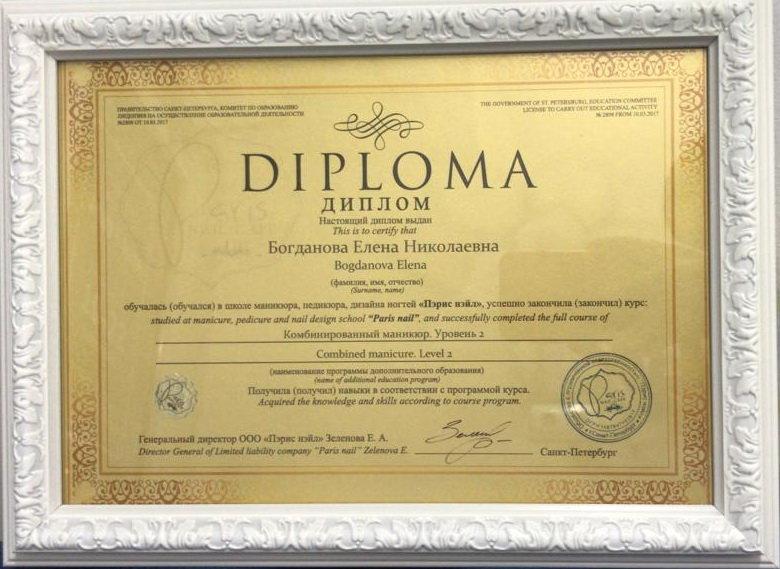 ПРАВИТЕЛЬСТВО САНКТ-ПЕТЕРБУРГА, КОМИТЕТ ПО ОБРАЗОВАНИЮ
ЛИЦЕНЗИЯ НА ОСУЩЕСТВЛЕНИЕ ОБРАЗОВАТЕЛЬНОЙ ДЕЯТЕЛЬНОСТИ
№2898 ОТ 10.03.2017
THE GOVERNMENT OF ST. PETERSBURG, EDUCATION COMMITTEE
LICENSE TO CARRY OUT EDUCATIONAL ACTIVITY
№ 2898 FROM 10.03.2017
DIPLOMA
ДИПЛОМ
Настоящий диплом выдан
This is to certify that
Богданова Елена Николаевна
Bogdanova Elena
(фамилия, имя, отчество)
(Surname, name)
обучалась (обучался) в школе маникюра, педикюра, дизайна ногтей «Пэрис нэйл», успешно закончила (закончил) курс:
studied at manicure, pedicure and nail design school "Paris nail", and successfully completed the full course of
Комбинированный маникюр. Уровень 2
Combined manicure. Level 2
(наименование программы дополнительного образования)
(name of additional education program)
Получила (получил) навыки в соответствии с программой курса.
Acquired the knowledge and skills according to course program.
Генеральный директор ООО «Пэрис нэйл» Зеленова Е. А.
Director General of Limited liability company "Paris nail" Zelenova E.
Санкт-Петербург